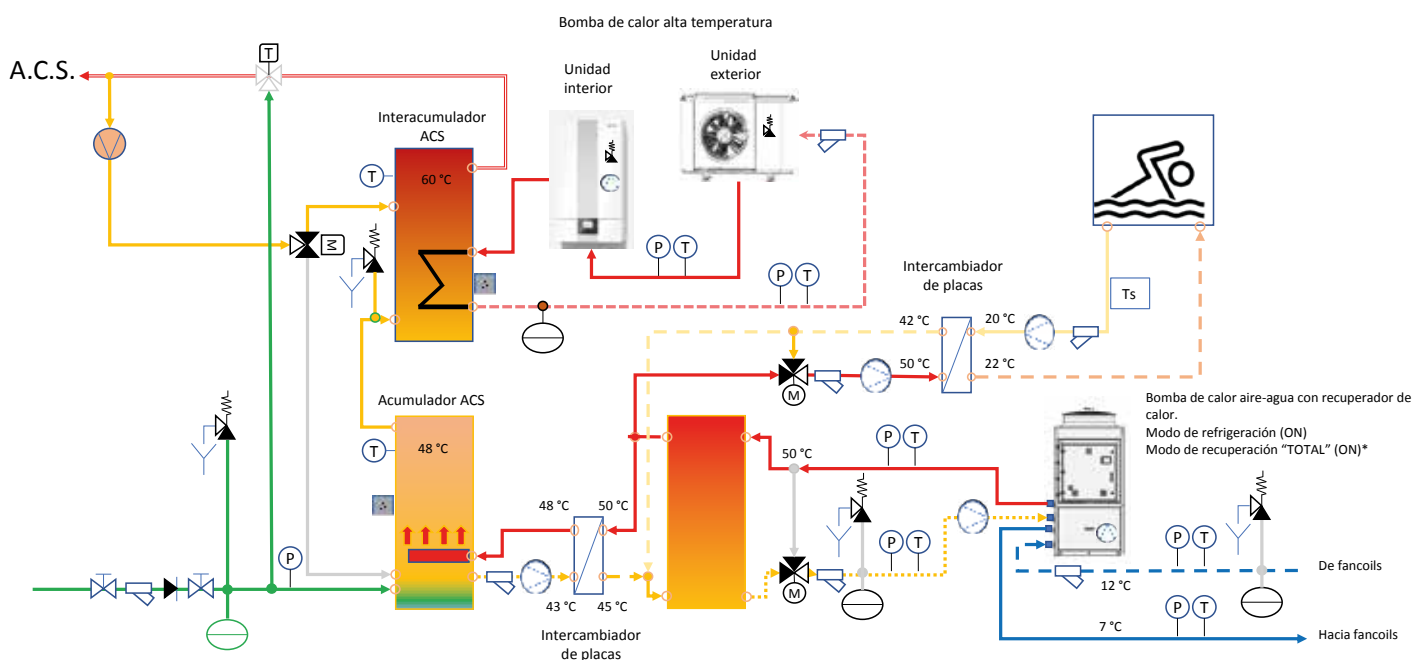 Bomba de calor alta temperatura
A.C.S.
T
Unidad
interior
Unidad
exterior
Interacumulador
ACS
T
60 °C
M
P
T
P
T
Intercambiador
de placas
Ts
42 °C
20 °C
50 °C
22 °C
M
Acumulador ACS
T
48 °C
Bomba de calor aire-agua con recuperador de
calor.
Modo de refrigeración (ON)
Modo de recuperación “TOTAL” (ON)*
P
T
50 °C
48 °C
50 °C
P
P
T
M
43 °C
45 °C
Intercambiador
de placas
P
T
12 °C
De fancoils
7 °C
P
T
Hacia fancoils